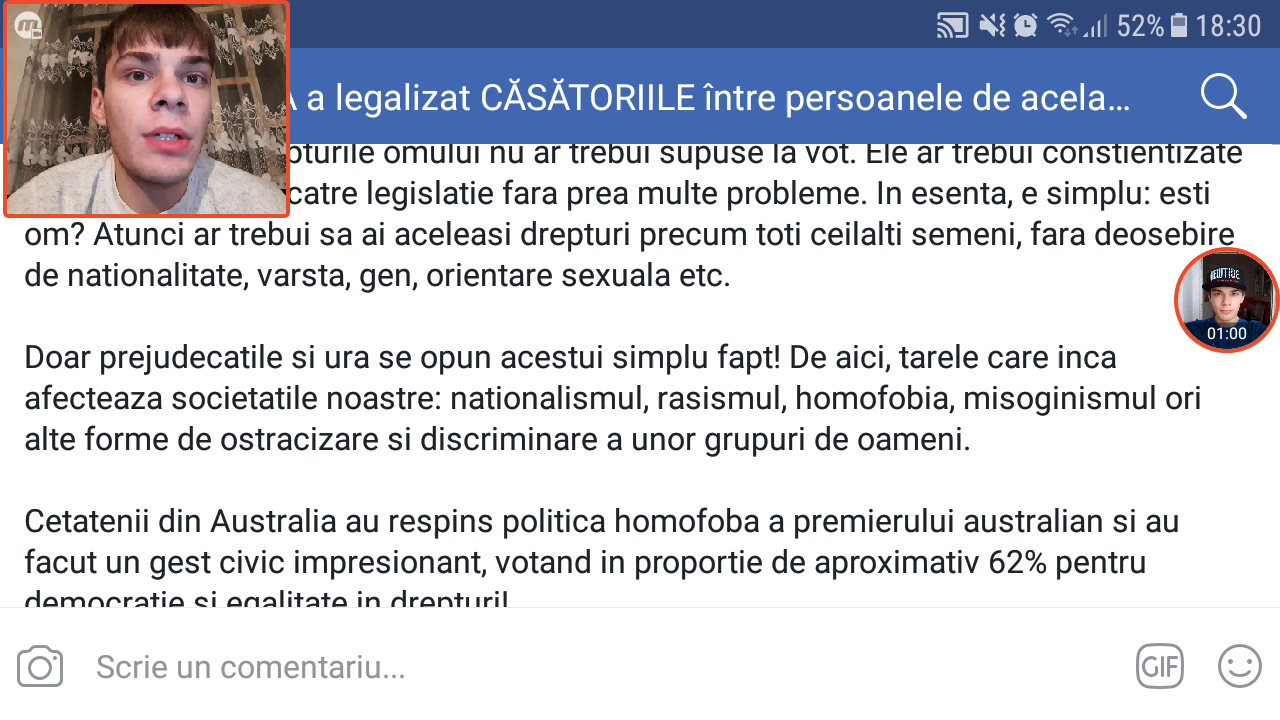 52% 18:30
a legalizat CĂSĂTORIILE între persoanele de acela...
omului nu ar trebui supuse la vot. Ele ar trebui constientizate
catre legislatie fara prea multe probleme. In esenta, e simplu: esti
om? Atunci ar trebui sa ai aceleasi drepturi precum toti ceilalti semeni, fara deosebire
de nationalitate, varsta, gen, orientare sexuala etc.
01:00
Doar prejudecatile si ura se opun acestui simplu fapt! De aici, tarele care inca
afecteaza societatile noastre: nationalismul, rasismul, homofobia, misoginismul ori
alte forme de ostracizare si discriminare a unor grupuri de oameni.
Cetatenii din Australia au respins politica homofoba a premierului australian si au
facut un gest civic impresionant, votand in proportie de aproximativ 62% pentru
democratie si egalitate in drepturi!
Scrie un comentariu...
GIF